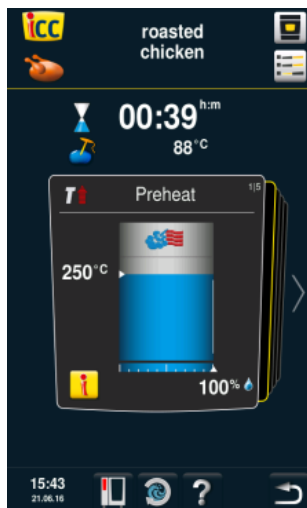 icc
roasted
chicken
00:39 h:m
88°C
T Preheat 1|5
250°C
i
100%
15:43
21.06.16
?